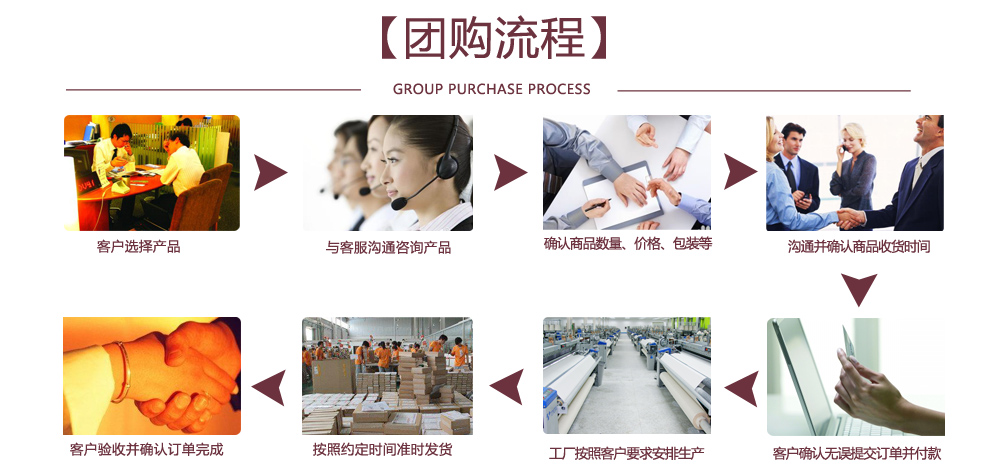 【团购流程】
GROUP PURCHASE PROCESS
客户选择产品
与客服沟通咨询产品
确认商品数量、价格、包装等
沟通并确认商品收货时间
客户验收并确认订单完成
按照约定时间准时发货
工厂按照客户要求安排生产
客户确认无误提交订单并付款